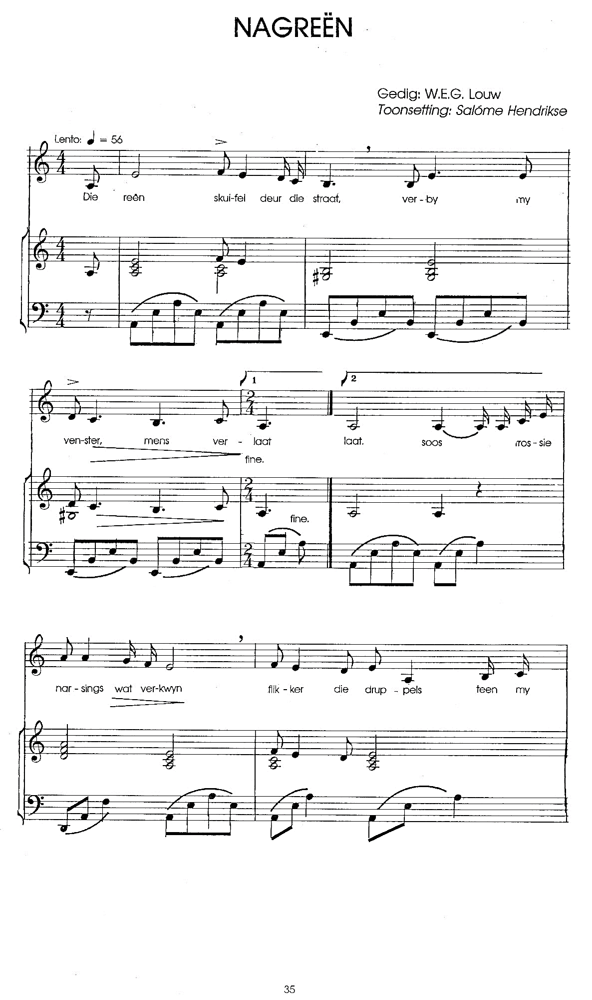 NAGREËN
Gedig: W.E.G. Louw
Toonsetting: Salóme Hendrikse
Lento: ♩ = 56
Die reën skui-fel deur die straat, ver-by my
1 2
ven-ster, mens ver - laat laat. soos mos-sie
fine.
fine.
nar-sings wat ver-kwyn flik-ker die drup-pels teen my
35